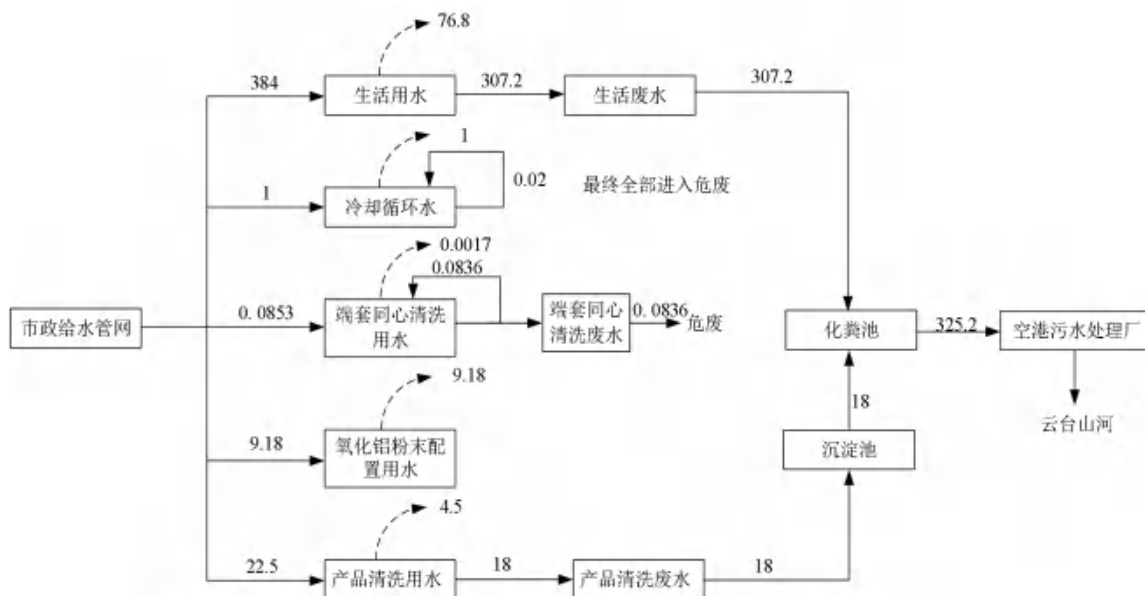 76.8
384
生活用水
307.2
生活废水
307.2
1
1
冷却循环水
0.02
最终全部进入危废
0.0017
0.0836
市政给水管网
0.0853
端套同心清洗
用水
端套同心
清洗废水
0.0836
危废
化粪池
325.2
空港污水处理厂
9.18
18
云台山河
9.18
氧化铝粉末配
置用水
沉淀池
4.5
22.5
产品清洗用水
18
产品清洗废水
18